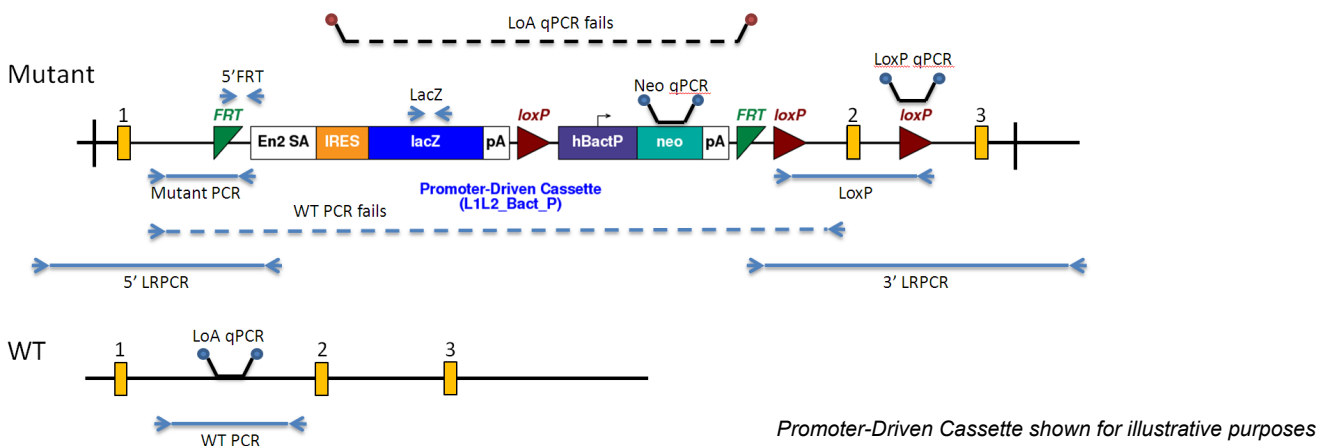 LoA qPCR fails
Mutant
5'FRT
LacZ
Neo qPCR
LoxP qPCR
1
FRT
loxP
FRT
loxP
2
loxP
3
En2 SA
IRES
lacZ
pA
hBactP
neo
pA
Mutant PCR
Promoter-Driven Cassette
(L1L2_Bact_P)
LoxP
WT PCR fails
5' LRPCR
3' LRPCR
WT
1
LoA qPCR
2
3
WT PCR
Promoter-Driven Cassette shown for illustrative purposes